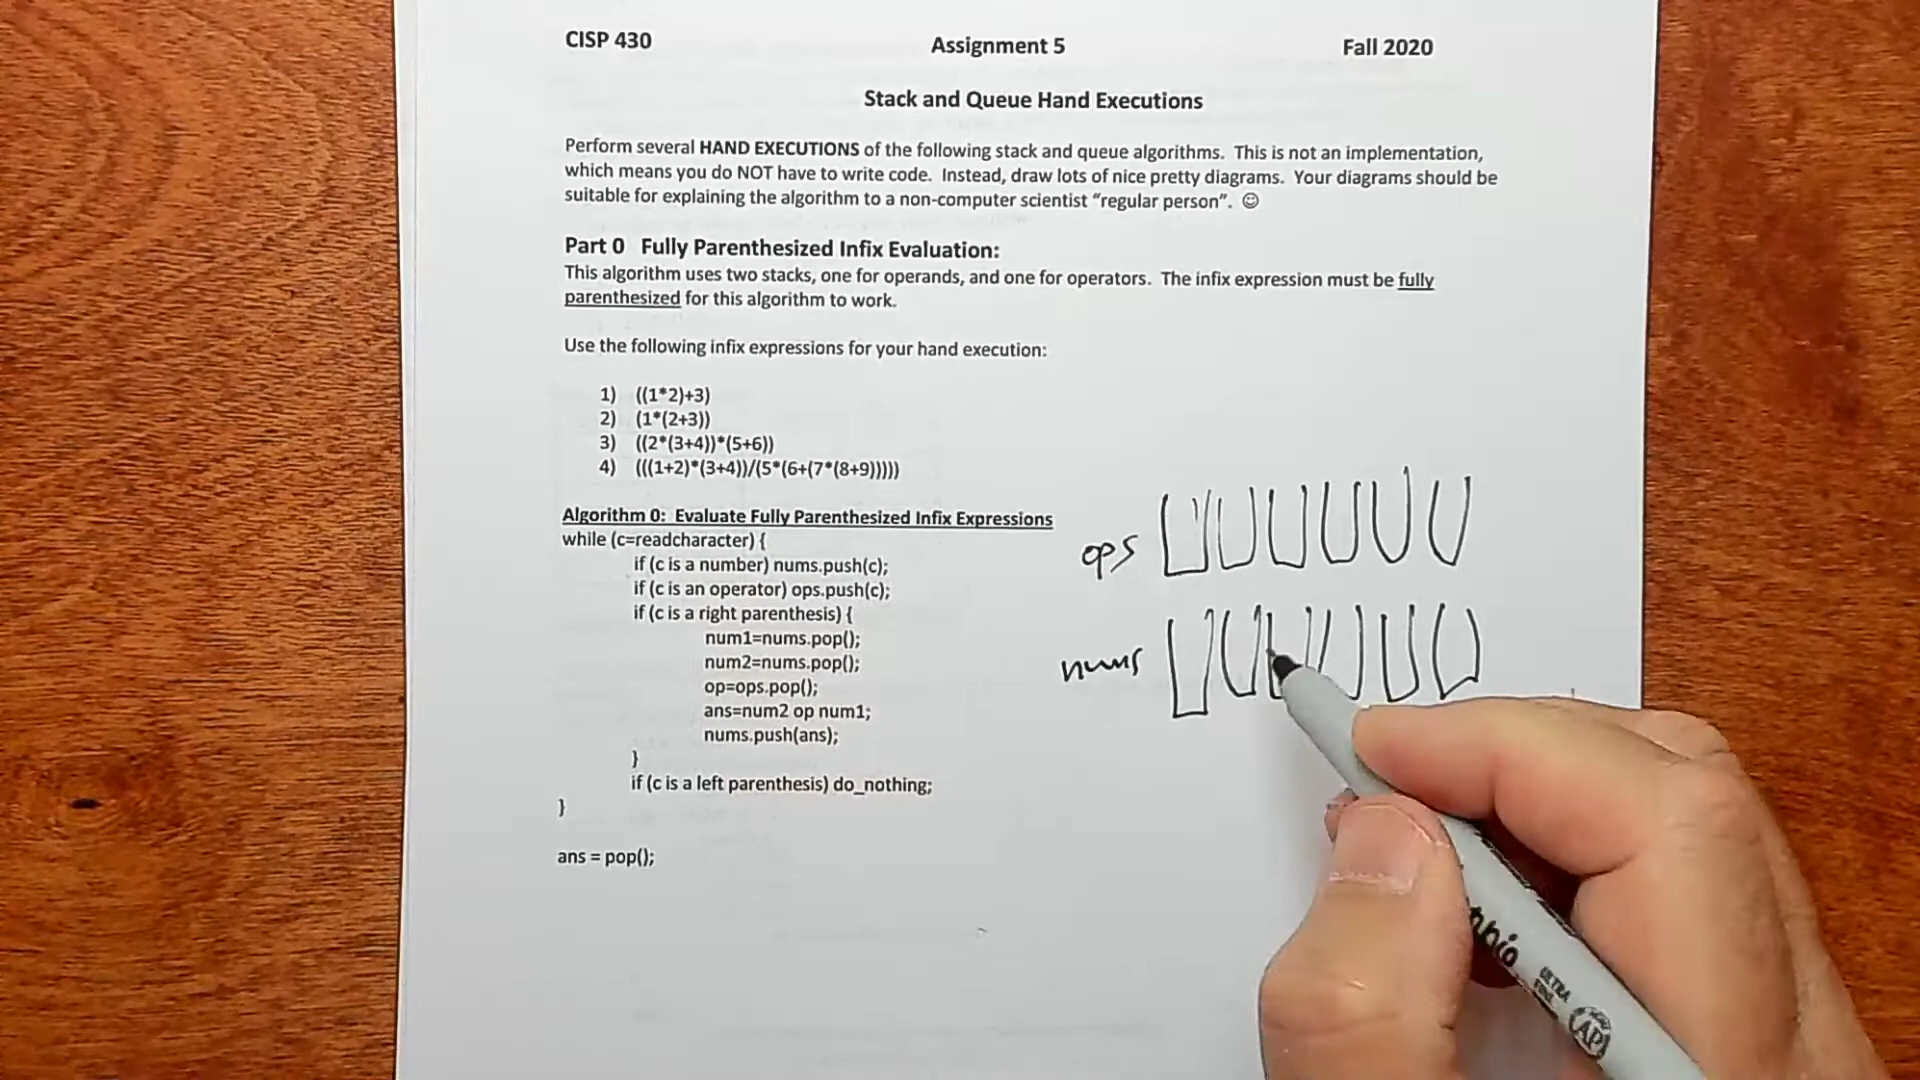 CISP 430 Assignment 5 Fall 2020
Stack and Queue Hand Executions
Perform several HAND EXECUTIONS of the following stack and queue algorithms. This is not an implementation,
which means you do NOT have to write code. Instead, draw lots of nice pretty diagrams. Your diagrams should be
suitable for explaining the algorithm to a non-computer scientist “regular person”. ☺
Part 0 Fully Parenthesized Infix Evaluation:
This algorithm uses two stacks, one for operands, and one for operators. The infix expression must be fully
parenthesized for this algorithm to work.
Use the following infix expressions for your hand execution:
1) ((1*2)+3)
2) (1*(2+3))
3) ((2*(3+4))*(5+6))
4) (((1+2)*(3+4))/(5*(6+(7*(8+9)))))
Algorithm 0: Evaluate Fully Parenthesized Infix Expressions
while (c=readcharacter) {
if (c is a number) nums.push(c);
if (c is an operator) ops.push(c);
if (c is a right parenthesis) {
num1=nums.pop();
num2=nums.pop();
op=ops.pop();
ans=num2 op num1;
nums.push(ans);
}
if (c is a left parenthesis) do_nothing;
}
ans = pop();
ops
nums
ULTRA
AP